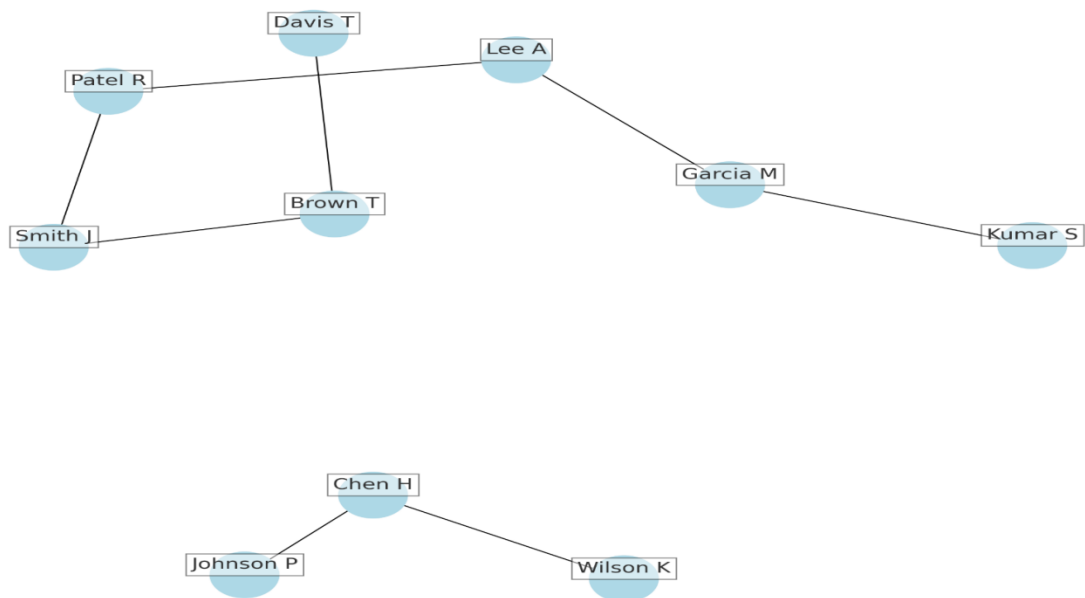 Davis T
Lee A
Patel R
Garcia M
Brown T
Smith J
Kumar S
Chen H
Johnson P
Wilson K